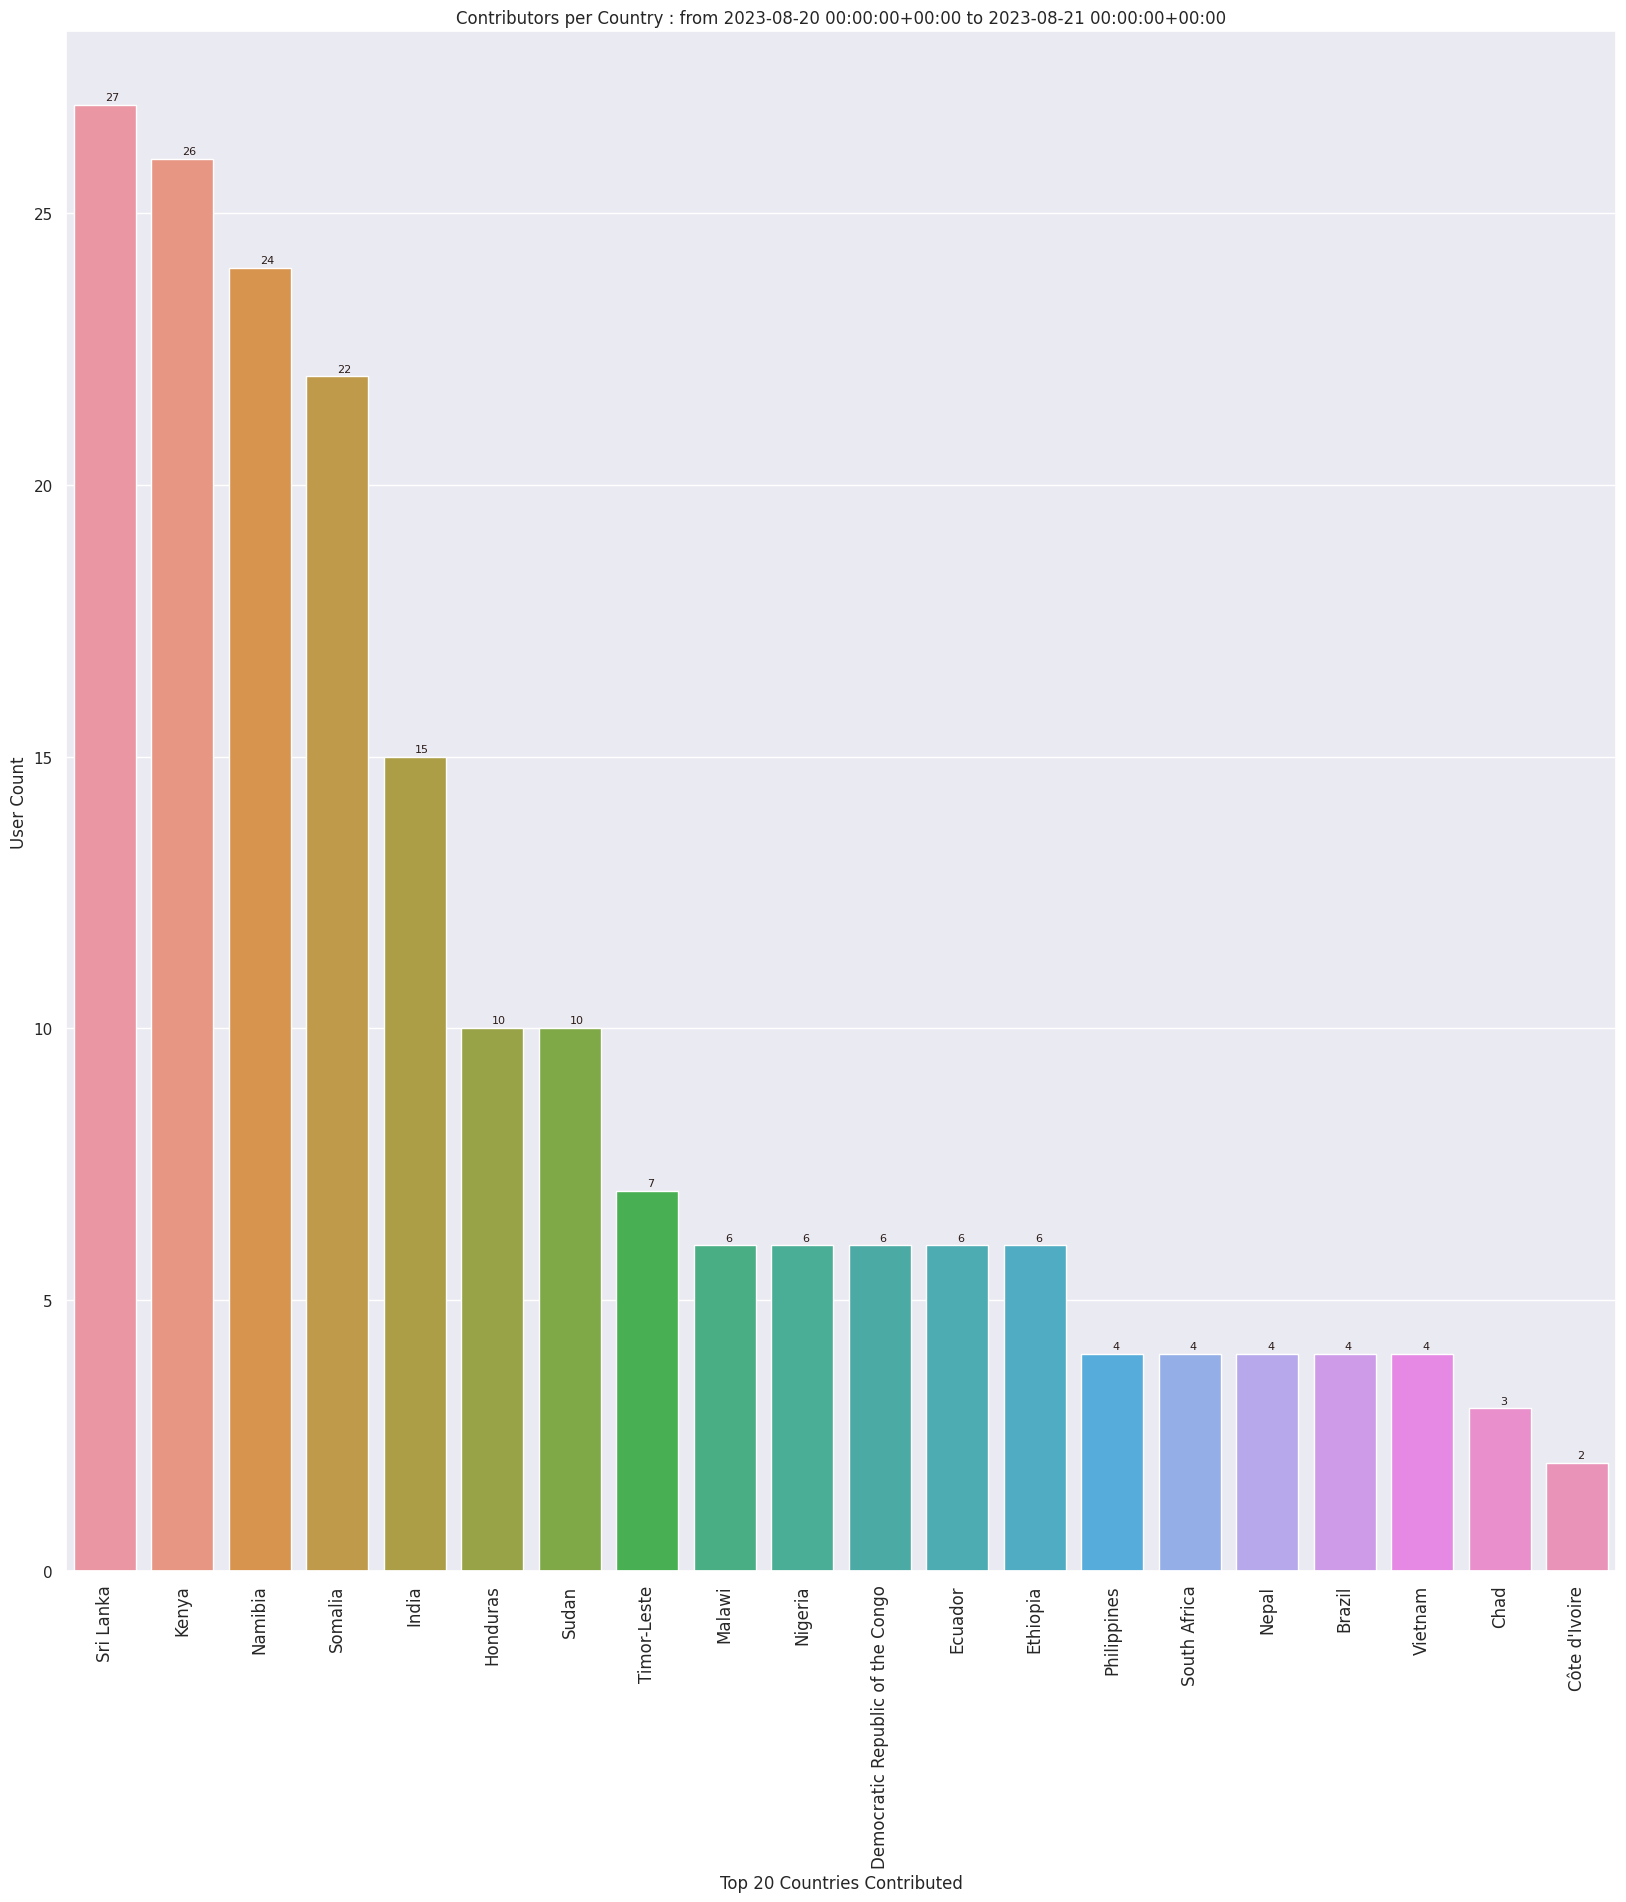 Contributors per Country : from 2023-08-20 00:00:00+00:00 to 2023-08-21 00:00:00+00:00
27
26
24
22
15
10
10
7
6
6
6
6
6
4
4
4
4
4
3
2
25
20
15
10
5
0
User Count
Sri Lanka
Kenya
Namibia
Somalia
India
Honduras
Sudan
Timor-Leste
Malawi
Nigeria
Democratic Republic of the Congo
Ecuador
Ethiopia
Philippines
South Africa
Nepal
Brazil
Vietnam
Chad
Côte d'Ivoire
Top 20 Countries Contributed